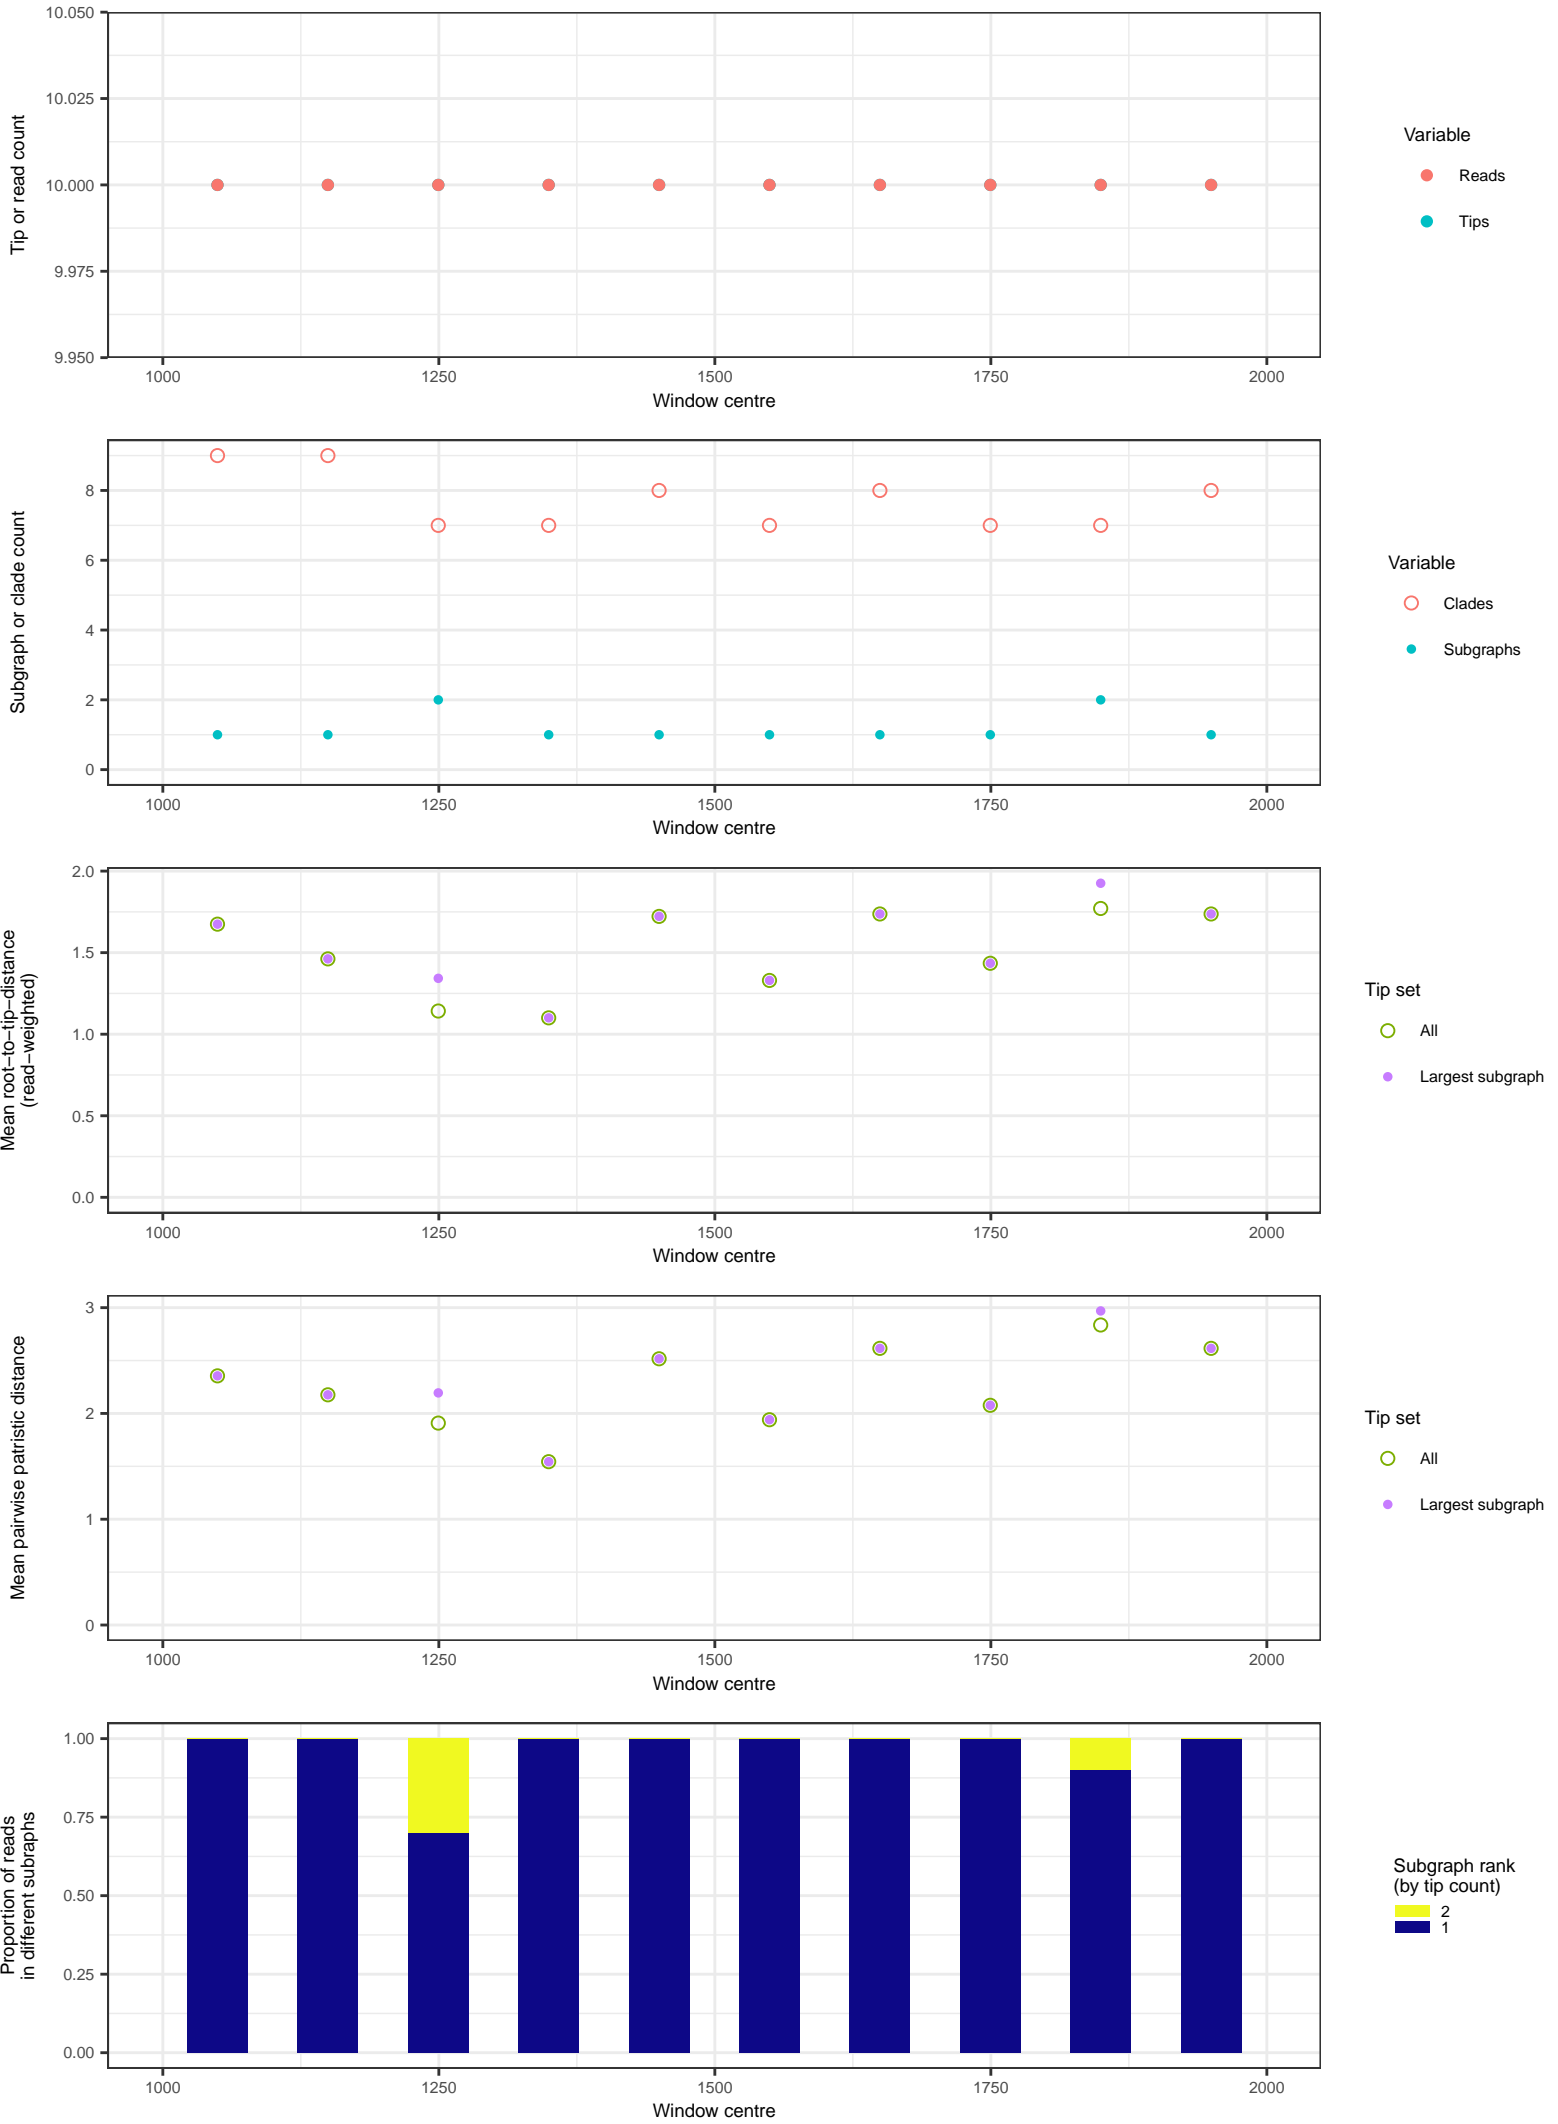 10.050
10.025
10.000
9.975
9.950
Tip or read count
1000 1250 1500 1750 2000
Window centre
Variable
Reads
Tips
8
6
4
2
0
Subgraph or clade count
1000 1250 1500 1750 2000
Window centre
Variable
Clades
Subgraphs
2.0
1.5
1.0
0.5
0.0
Mean root−to−tip−distance
(read−weighted)
1000 1250 1500 1750 2000
Window centre
Tip set
All
Largest subgraph
3
2
1
0
Mean pairwise patristic distance
1000 1250 1500 1750 2000
Window centre
Tip set
All
Largest subgraph
1.00
0.75
0.50
0.25
0.00
Proportion of reads
in different subraphs
1000 1250 1500 1750 2000
Window centre
Subgraph rank
(by tip count)
2
1